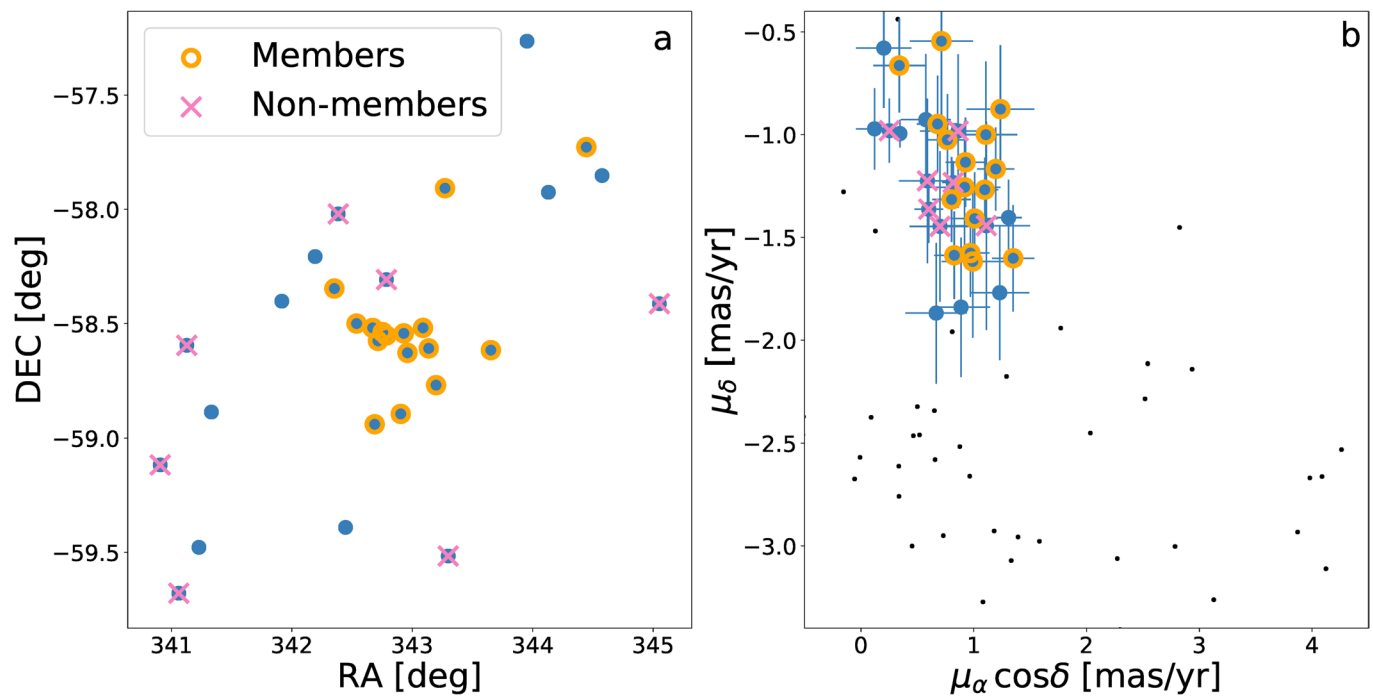 a
Members
Non-members
−57.5
−58.0
−58.5
−59.0
−59.5
DEC [deg]
341 342 343 344 345
RA [deg]
b
−0.5
−1.0
−1.5
−2.0
−2.5
−3.0
μδ [mas/yr]
0 1 2 3 4
μα cosδ [mas/yr]